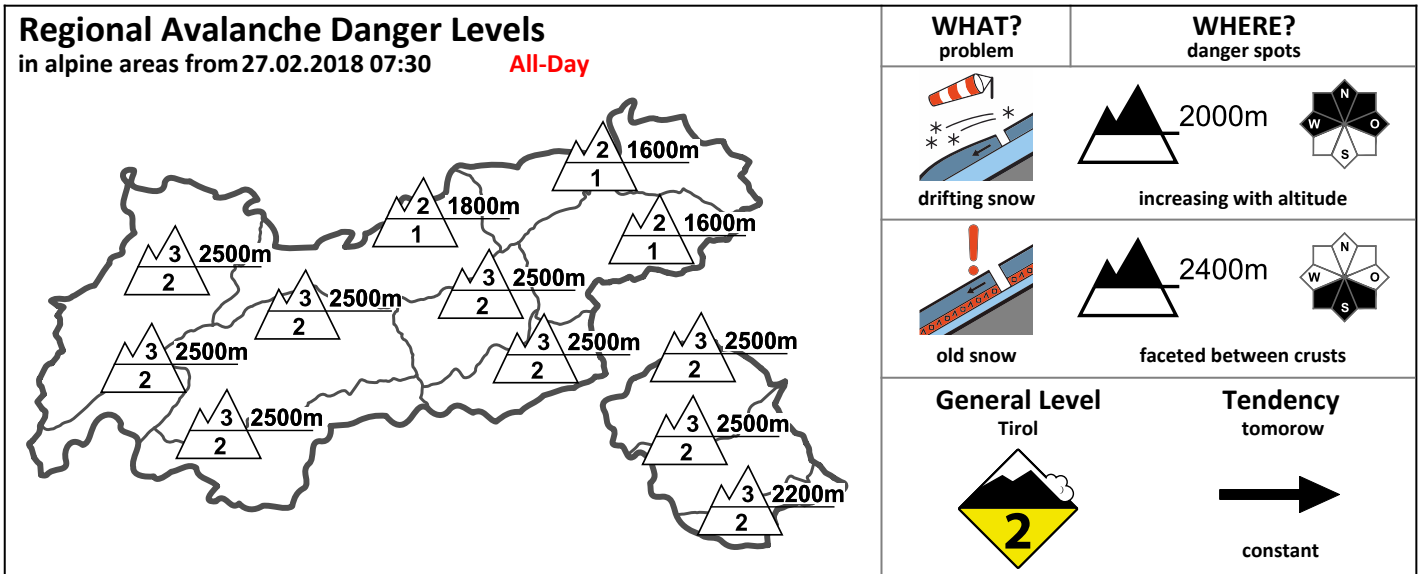 Regional Avalanche Danger Levels
in alpine areas from 27.02.2018 07:30 All-Day
2 1600m
1
2 1800m
1
2 1600m
1
3 2500m
2
3 2500m
2
3 2500m
2
3 2500m
2
3 2500m
2
3 2500m
2
3 2500m
2
3 2500m
2
3 2200m
2
WHAT?
problem
WHERE?
danger spots
drifting snow
2000m
N
W O
S
increasing with altitude
old snow
2400m
N
W O
S
faceted between crusts
General Level
Tirol
2
Tendency
tomorow
constant